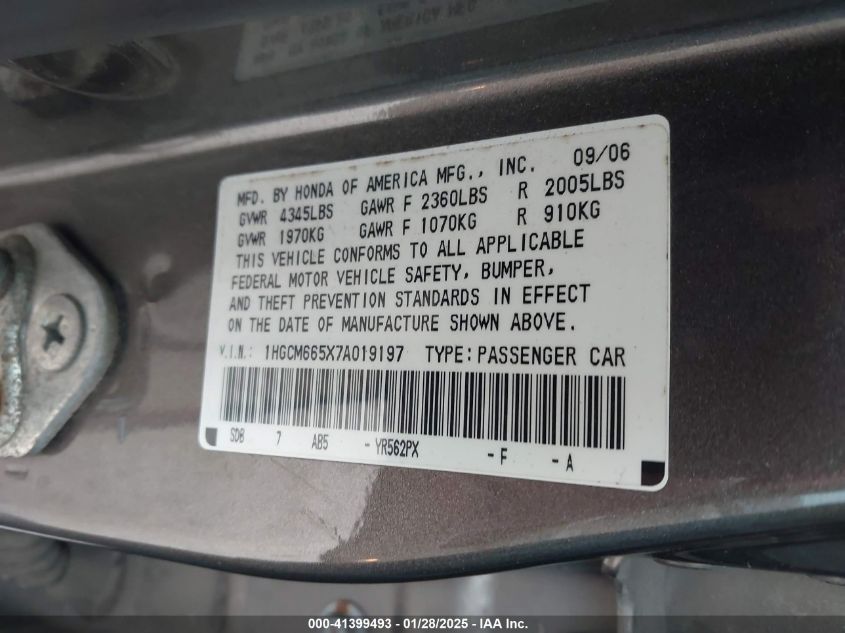 MFD. BY HONDA OF AMERICA MFG., INC. 09/06
GVWR 4345LBS GAWR F 2360LBS R 2005LBS
GVWR 1970KG GAWR F 1070KG R 910KG
THIS VEHICLE CONFORMS TO ALL APPLICABLE
FEDERAL MOTOR VEHICLE SAFETY, BUMPER,
AND THEFT PREVENTION STANDARDS IN EFFECT
ON THE DATE OF MANUFACTURE SHOWN ABOVE.
V.I.N.: 1HGCM665X7A019197 TYPE: PASSENGER CAR
SDB 7 AB5 - YR562PX - F - A
000-41399493 - 01/28/2025 - IAA Inc.